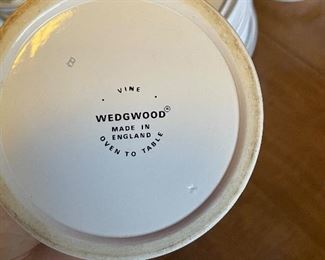 VINE
WEDGWOOD®
MADE IN
ENGLAND
OVEN TO TABLE